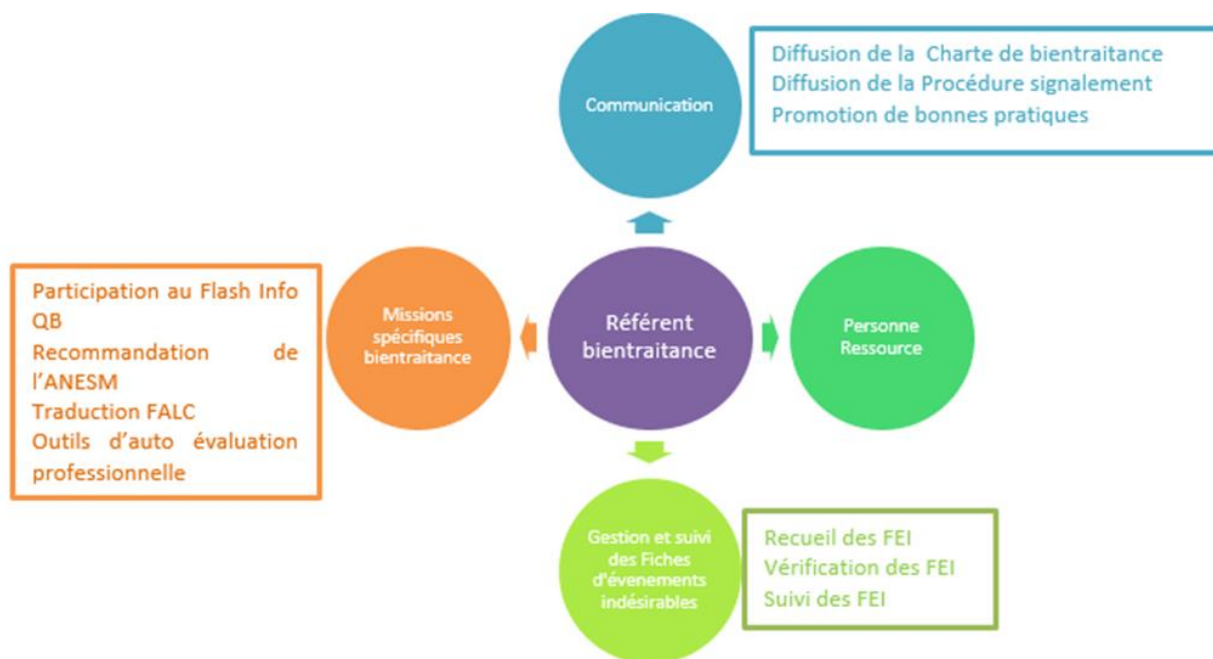 Communication
Diffusion de la Charte de bientraitance
Diffusion de la Procédure signalement
Promotion de bonnes pratiques
Participation au Flash Info
QB
Recommandation de
l'ANESM
Traduction FALC
Outils d'auto évaluation
professionnelle
Missions
spécifiques
bientraitance
Référent
bientraitance
Personne
Ressource
Gestion et suivi
des Fiches
d'évenements
indésirables
Recueil des FEI
Vérification des FEI
Suivi des FEI